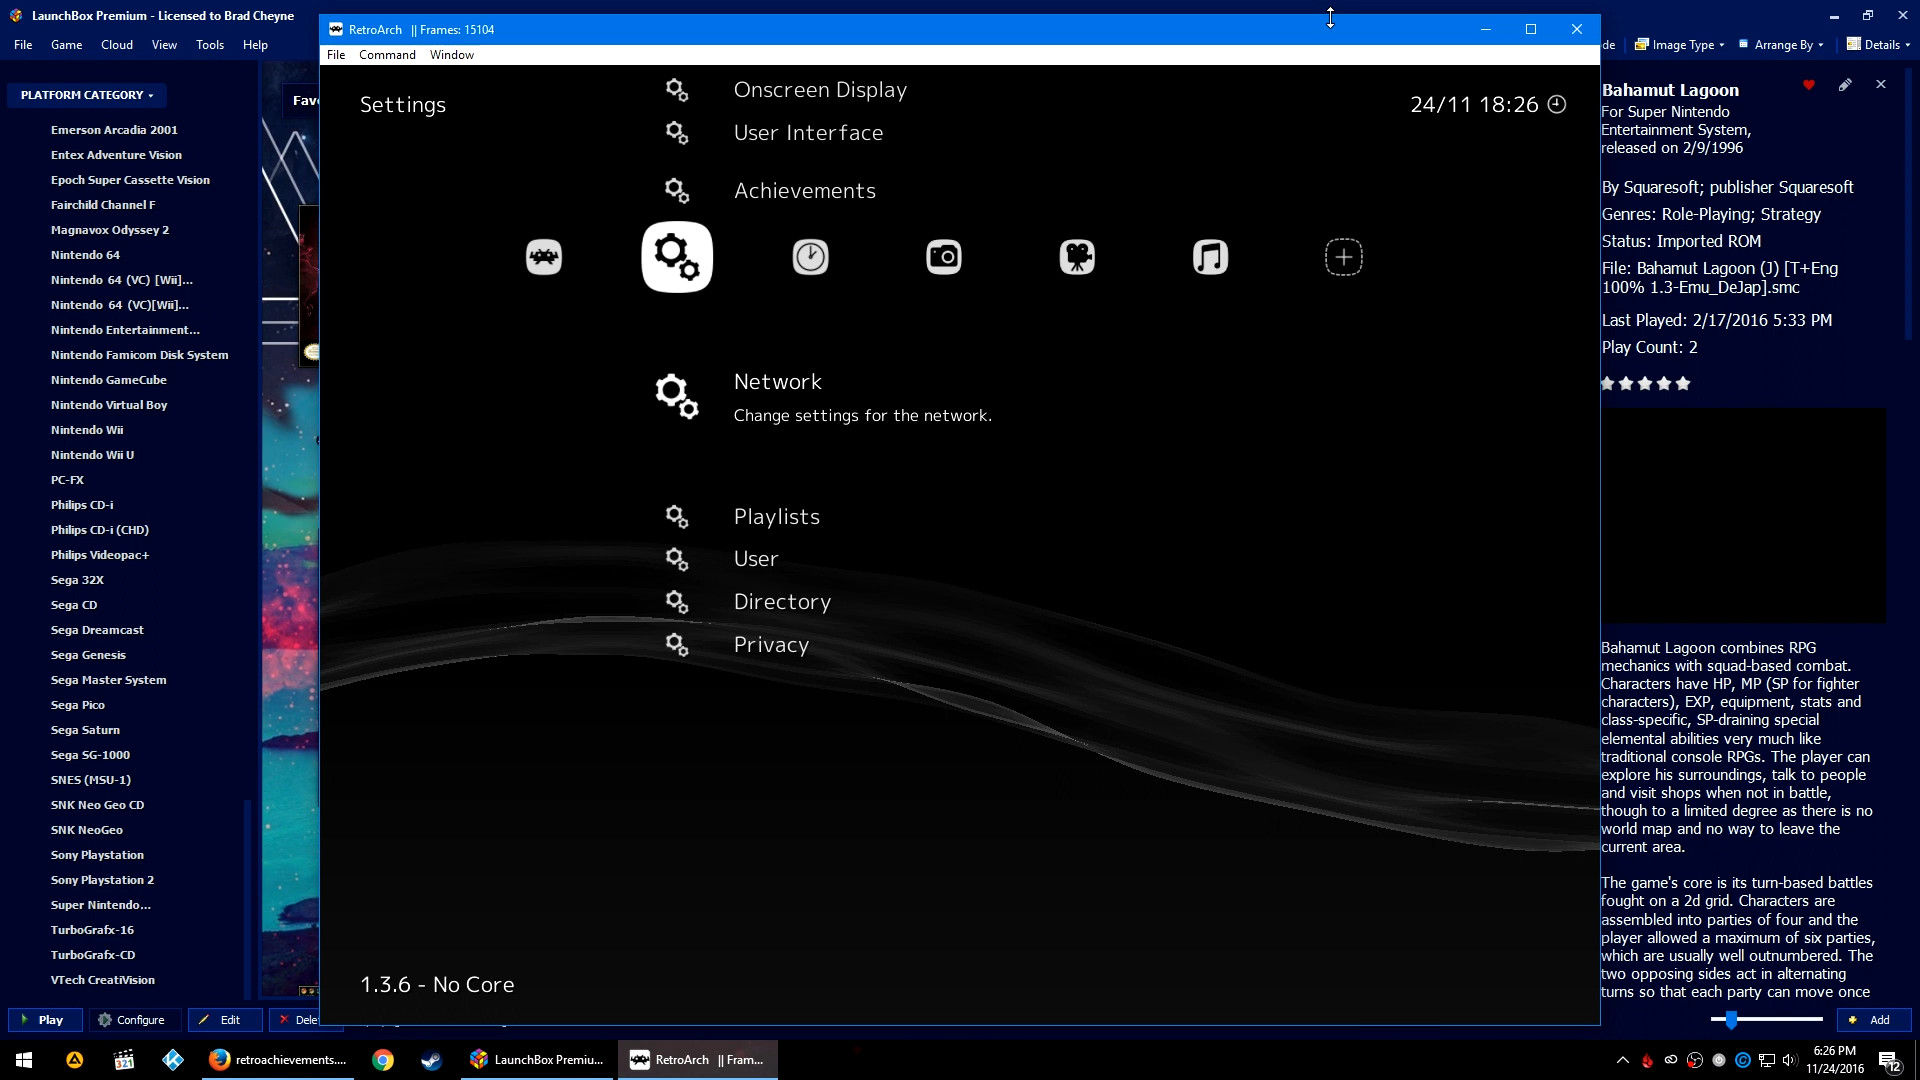 LaunchBox Premium - Licensed to Brad Cheyne
File Game Cloud View Tools Help
Image Type Arrange By Details
PLATFORM CATEGORY
Emerson Arcadia 2001
Entex Adventure Vision
Epoch Super Cassette Vision
Fairchild Channel F
Magnavox Odyssey 2
Nintendo 64
Nintendo 64 (VC) [Wii]...
Nintendo 64 (VC)[Wii]...
Nintendo Entertainment...
Nintendo Famicom Disk System
Nintendo GameCube
Nintendo Virtual Boy
Nintendo Wii
Nintendo Wii U
PC-FX
Philips CD-i
Philips CD-i (CHD)
Philips Videopac+
Sega 32X
Sega CD
Sega Dreamcast
Sega Genesis
Sega Master System
Sega Pico
Sega Saturn
Sega SG-1000
SNES (MSU-1)
SNK Neo Geo CD
SNK NeoGeo
Sony Playstation
Sony Playstation 2
Super Nintendo...
TurboGrafx-16
TurboGrafx-CD
VTech CreatiVision
Play Configure Edit
RetroArch || Frames: 15104
File Command Window
Settings
24/11 18:26
Onscreen Display
User Interface
Achievements
Network
Change settings for the network.
Playlists
User
Directory
Privacy
1.3.6 - No Core
Bahamut Lagoon
For Super Nintendo
Entertainment System,
released on 2/9/1996
By Squaresoft; publisher Squaresoft
Genres: Role-Playing; Strategy
Status: Imported ROM
File: Bahamut Lagoon (J) [T+Eng
100% 1.3-Emu_DeJap].smc
Last Played: 2/17/2016 5:33 PM
Play Count: 2
Bahamut Lagoon combines RPG
mechanics with squad-based combat.
Characters have HP, MP (SP for fighter
characters), EXP, equipment, stats and
class-specific, SP-draining special
elemental abilities very much like
traditional console RPGs. The player can
explore his surroundings, talk to people
and visit shops when not in battle,
though to a limited degree as there is no
world map and no way to leave the
current area.
The game's core is its turn-based battles
fought on a 2d grid. Characters are
assembled into parties of four and the
player allowed a maximum of six parties,
which are usually well outnumbered. The
two opposing sides act in alternating
turns so that each party can move once
Add
321
retroachievements....
LaunchBox Premiu...
RetroArch || Fram...
6:26 PM
11/24/2016
12